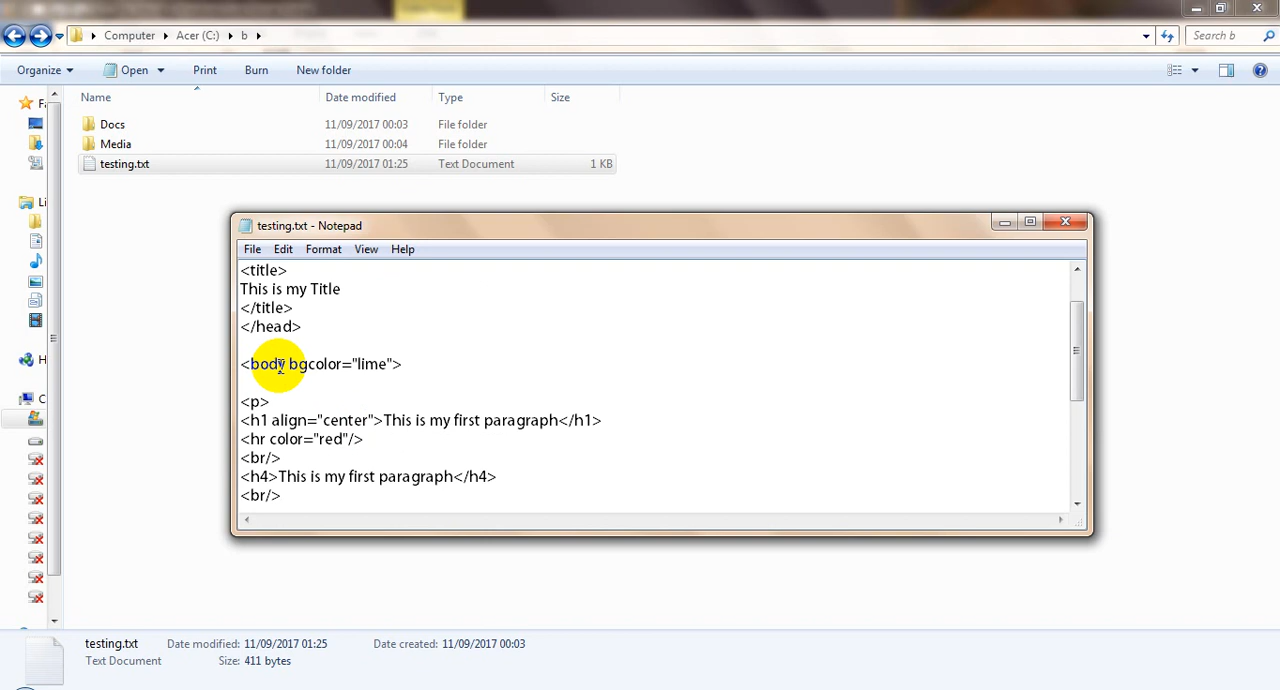 Computer Acer (C:) b
Search b
Organize Open Print Burn New folder
Name Date modified Type Size
Docs 11/09/2017 00:03 File folder
Media 11/09/2017 00:04 File folder
testing.txt 11/09/2017 01:25 Text Document 1 KB
testing.txt - Notepad
File Edit Format View Help
<title>
This is my Title
</title>
</head>
<body bgcolor="lime">
<p>
<h1 align="center">This is my first paragraph</h1>
<hr color="red"/>
<br/>
<h4>This is my first paragraph</h4>
<br/>
testing.txt Date modified: 11/09/2017 01:25 Date created: 11/09/2017 00:03
Text Document Size: 411 bytes